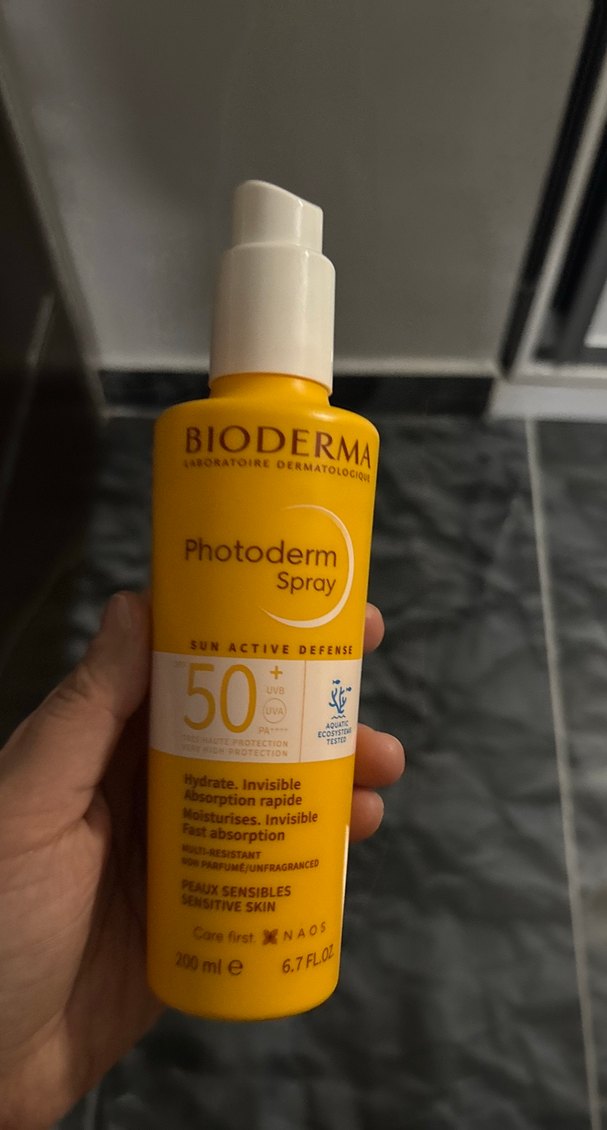 BIODERMA
LABORATOIRE DERMATOLOGIQUE
Photoderm
Spray
SUN ACTIVE DEFENSE
SPF
50+
UVB
UVA
PA++++
TRÈS HAUTE PROTECTION
VERY HIGH PROTECTION
AQUATIC
ECOSYSTEMS
TESTED
Hydrate. Invisible
Absorption rapide
Moisturises. Invisible
Fast absorption
MULTI-RESISTANT
NON PARFUMÉ/UNFRAGRANCED
PEAUX SENSIBLES
SENSITIVE SKIN
Care first NAOS
200 ml e 6.7 FL.OZ.